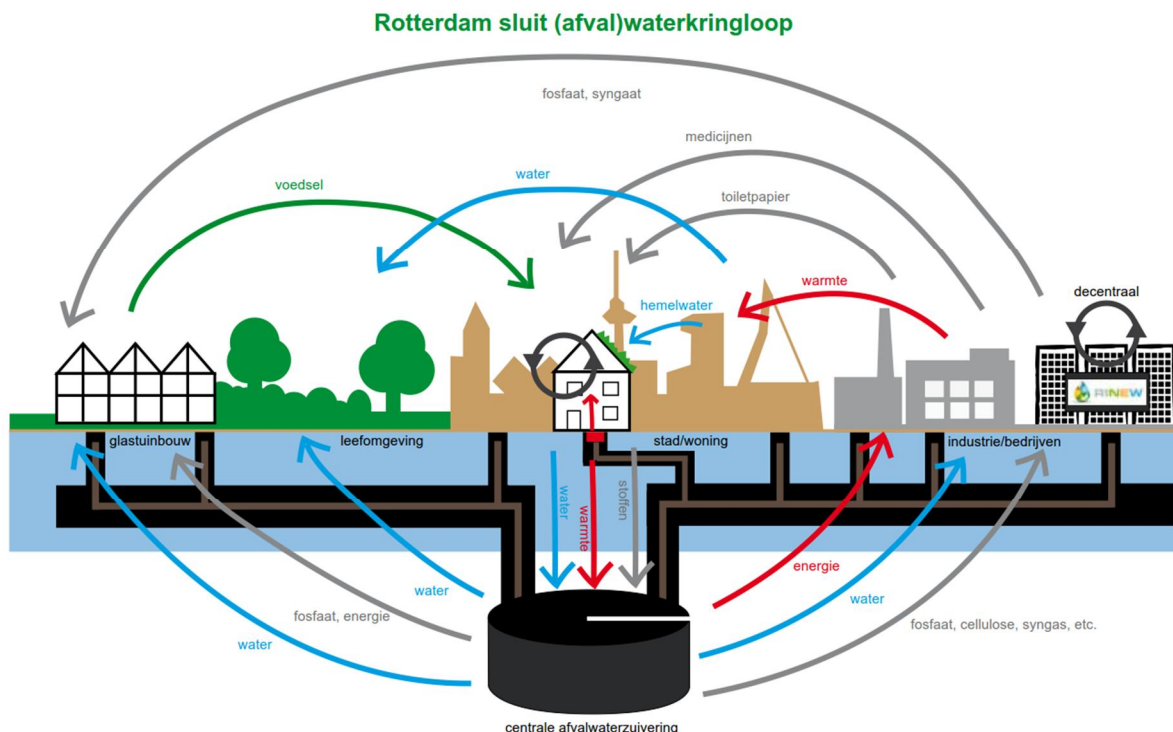 Rotterdam sluit (afval)waterkringloop
fosfaat, syngaat
medicijnen
voedsel
water
toiletpapier
hemelwater
warmte
decentraal
RINEW
glastuinbouw
leefomgeving
stad/woning
industrie/bedrijven
water
warmte
stoffen
energie
water
water
fosfaat, energie
fosfaat, cellulose, syngas, etc.
water
centrale afvalwaterzuivering